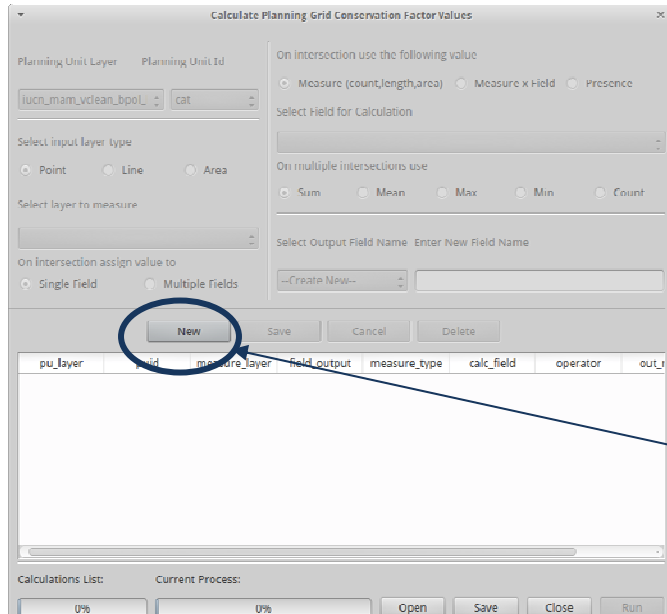 Calculate Planning Grid Conservation Factor Values
Planning Unit Layer Planning Unit Id
iucn_mam_vclean_bpol_ cat
Select input layer type
Point Line Area
Select layer to measure
On intersection assign value to
Single Field Multiple Fields
On intersection use the following value
Measure (count,length,area) Measure x Field Presence
Select Field for Calculation
On multiple intersections use
Sum Mean Max Min Count
Select Output Field Name Enter New Field Name
--Create New--
New Save Cancel Delete
pu_layer puid measure_layer field_output measure_type calc_field operator
Calculations List: Current Process:
0% 0% Open Save Close Run